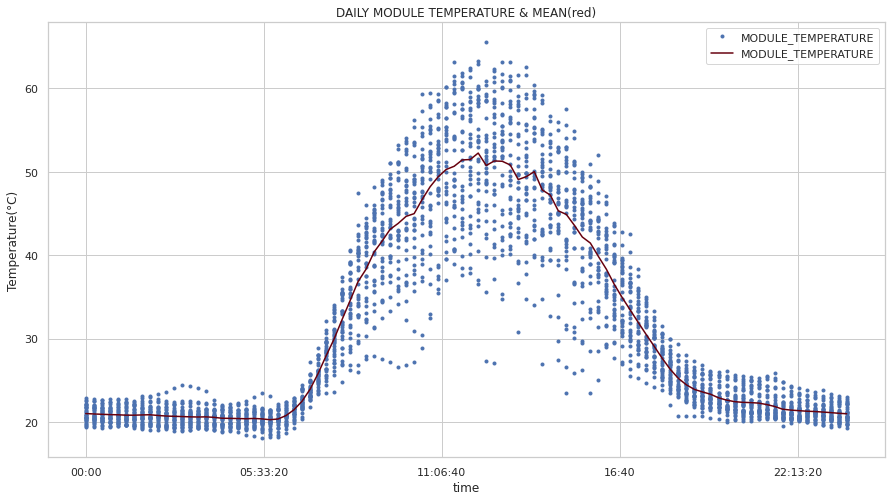 DAILY MODULE TEMPERATURE & MEAN(red)
MODULE_TEMPERATURE
MODULE_TEMPERATURE
Temperature(°C)
60
50
40
30
20
00:00 05:33:20 11:06:40 16:40 22:13:20
time